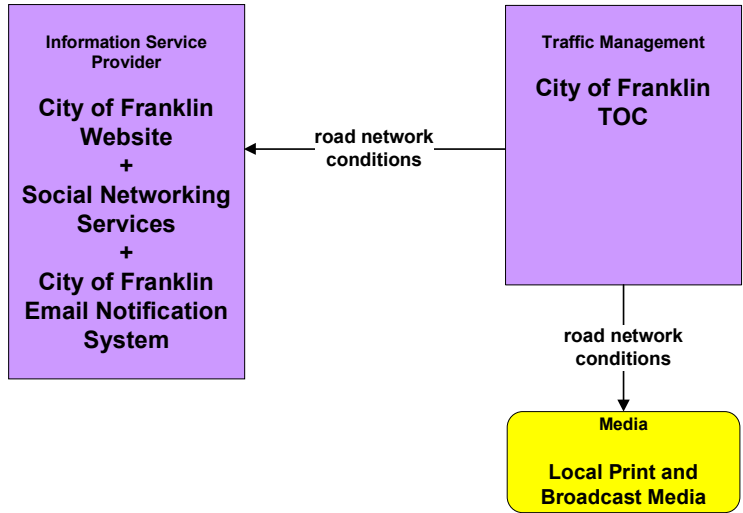 Information Service
Provider
City of Franklin
Website
+
Social Networking
Services
+
City of Franklin
Email Notification
System
road network
conditions
Traffic Management
City of Franklin
TOC
road network
conditions
Media
Local Print and
Broadcast Media